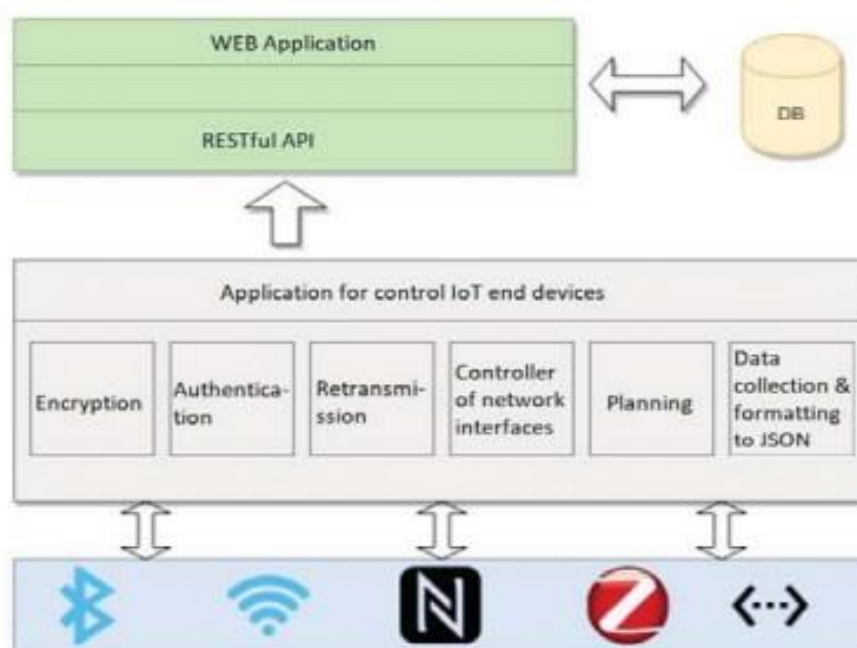 WEB Application
RESTful API
DB
Application for control IoT end devices
Encryption
Authentica-
tion
Retransmi-
ssion
Controller
of network
interfaces
Planning
Data
collection &
formatting
to JSON